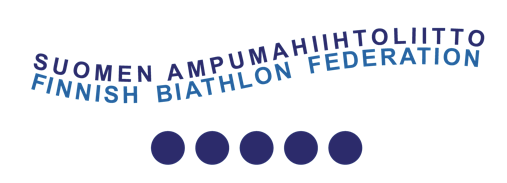 SUOMEN AMPUMAHIIHTOLIITTO
FINNISH BIATHLON FEDERATION